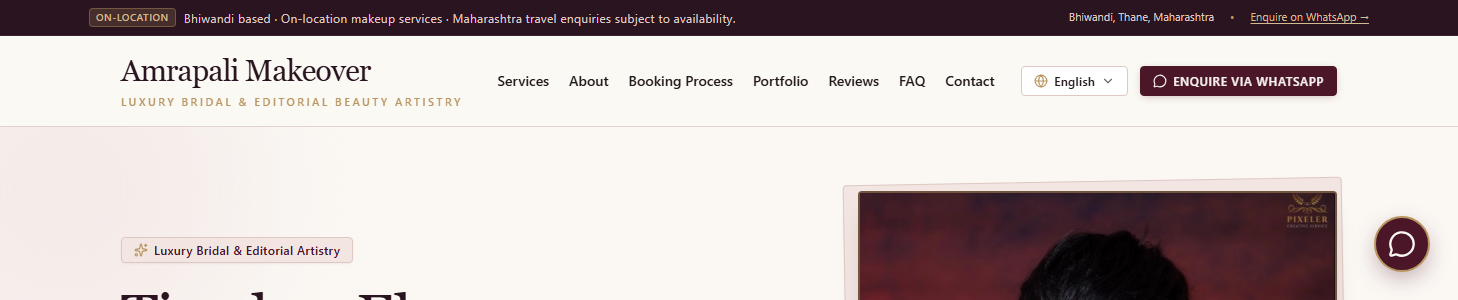 ON-LOCATION Bhiwandi based · On-location makeup services · Maharashtra travel enquiries subject to availability. Bhiwandi, Thane, Maharashtra • Enquire on WhatsApp →
Amrapali Makeover
LUXURY BRIDAL & EDITORIAL BEAUTY ARTISTRY
Services About Booking Process Portfolio Reviews FAQ Contact English ENQUIRE VIA WHATSAPP
PIXELER
CREATIVE SERVICE
Luxury Bridal & Editorial Artistry